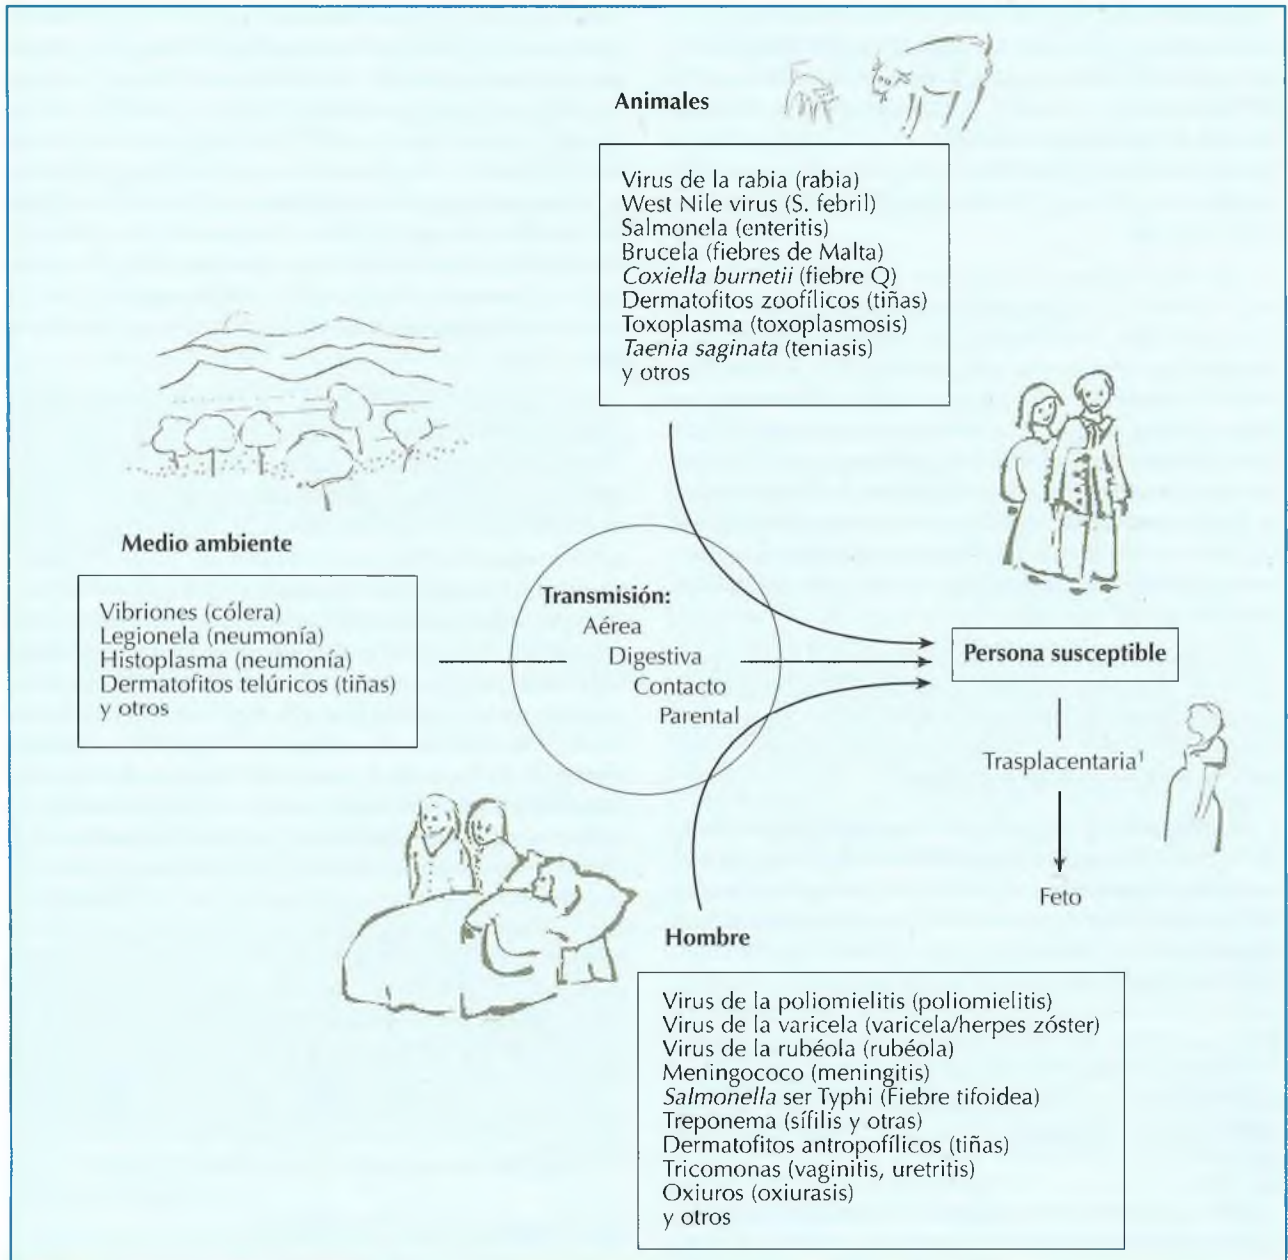 Animales
Virus de la rabia (rabia)
West Nile virus (S. febril)
Salmonela (enteritis)
Brucela (fiebres de Malta)
Coxiella burnetii (fiebre Q)
Dermatofitos zoofílicos (tiñas)
Toxoplasma (toxoplasmosis)
Taenia saginata (teniasis)
y otros
Medio ambiente
Vibriones (cólera)
Legionela (neumonía)
Histoplasma (neumonía)
Dermatofitos telúricos (tiñas)
y otros
Transmisión:
Aérea
Digestiva
Contacto
Parental
Persona susceptible
Trasplacentaria¹
Feto
Hombre
Virus de la poliomielitis (poliomielitis)
Virus de la varicela (varicela/herpes zóster)
Virus de la rubéola (rubéola)
Meningococo (meningitis)
Salmonella ser Typhi (Fiebre tifoidea)
Treponema (sífilis y otras)
Dermatofitos antropofílicos (tiñas)
Tricomonas (vaginitis, uretritis)
Oxiuros (oxiurasis)
y otros